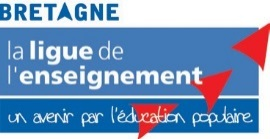 BRETAGNE
la ligue de
l'enseignement
un avenir par l'éducation populaire